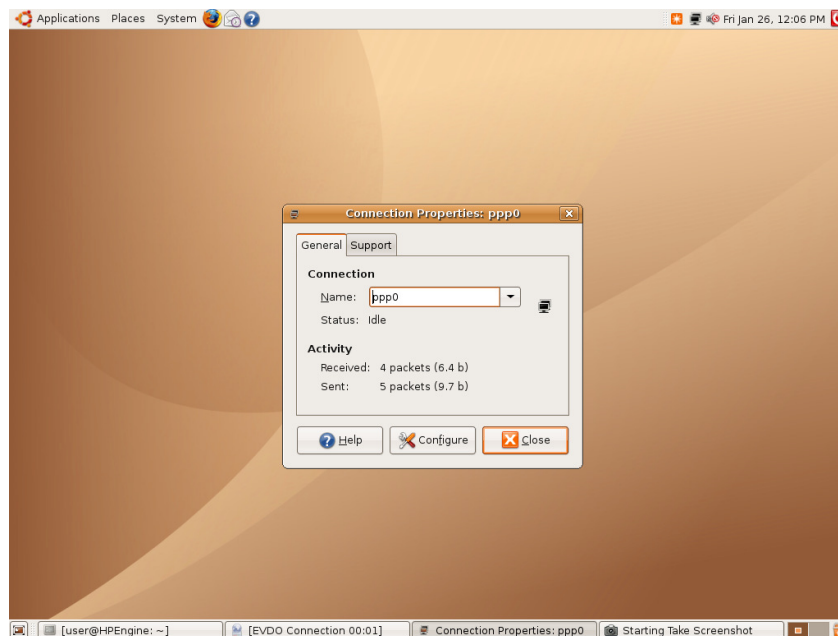 Applications Places System Fri Jan 26, 12:06 PM
Connection Properties: ppp0
General Support
Connection
Name: ppp0
Status: Idle
Activity
Received: 4 packets (6.4 b)
Sent: 5 packets (9.7 b)
Help Configure Close
[user@HPEngine: ~] [EVDO Connection 00:01] Connection Properties: ppp0 Starting Take Screenshot